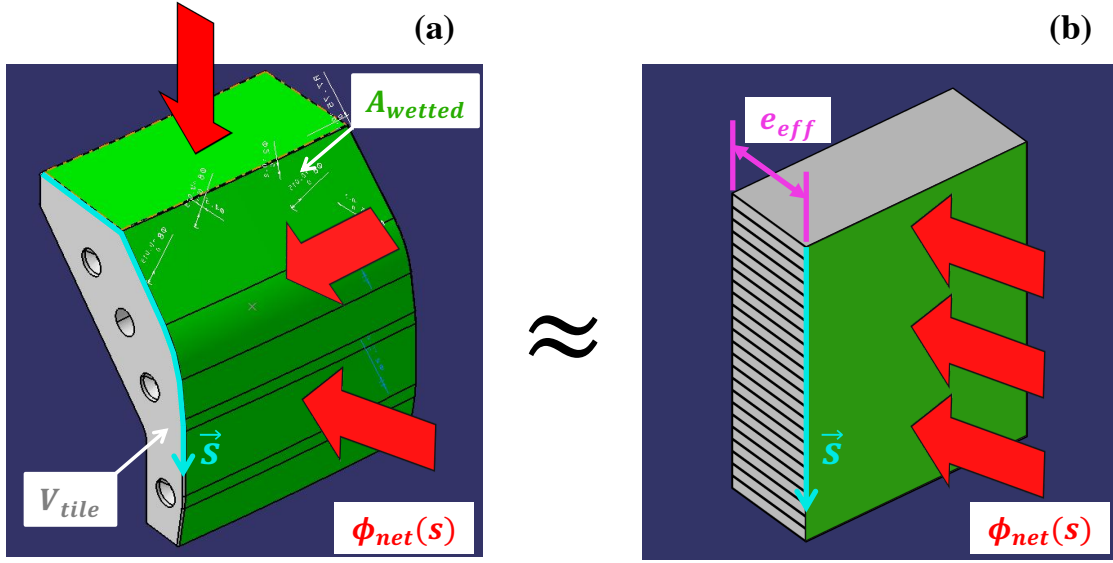 (a)
(b)
A_wetted
e_eff
≈
s⃗
s⃗
V_tile
ϕ_net(s)
ϕ_net(s)